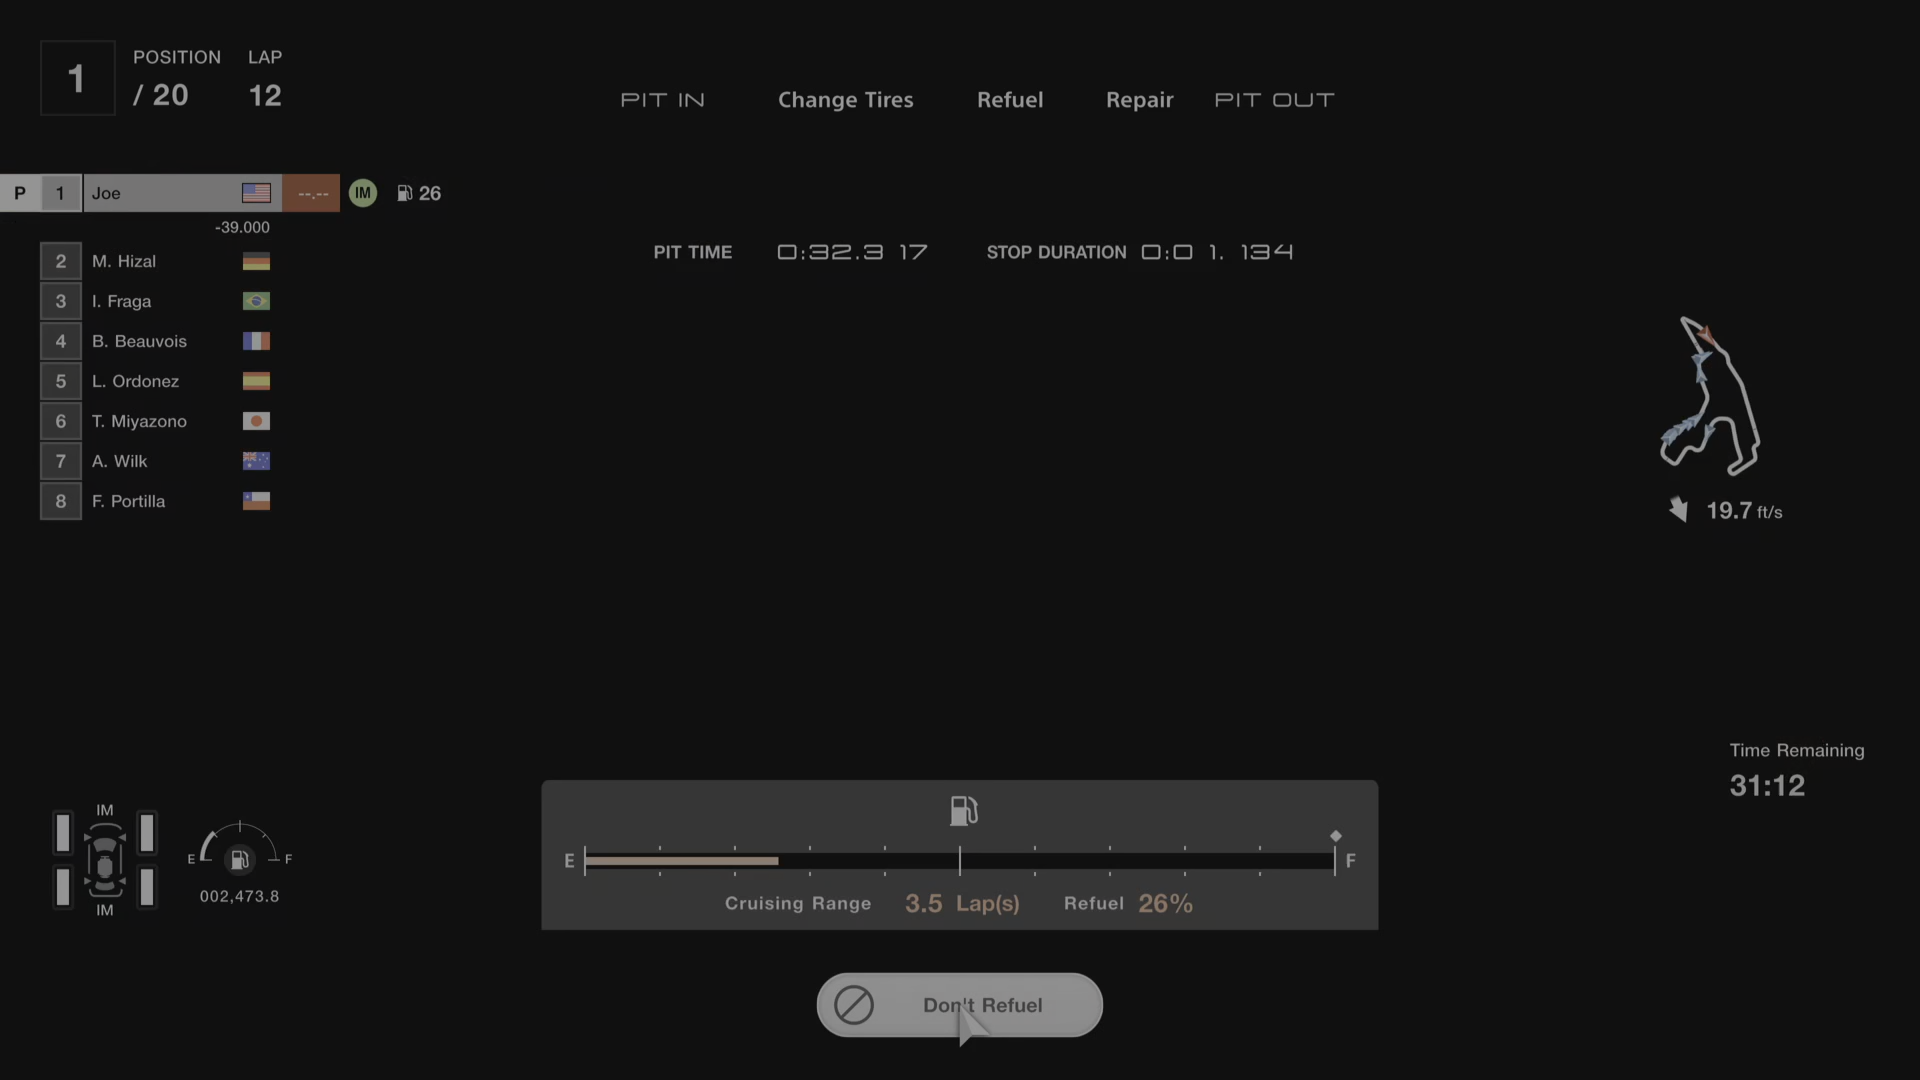 1
POSITION
/ 20
LAP
12
PIT IN
Change Tires
Refuel
Repair
PIT OUT
P 1 Joe --.-- IM 26
-39.000
2 M. Hizal
3 I. Fraga
4 B. Beauvois
5 L. Ordonez
6 T. Miyazono
7 A. Wilk
8 F. Portilla
PIT TIME 0:32.317
STOP DURATION 0:01.134
19.7 ft/s
Time Remaining
31:12
IM
IM
E F
002,473.8
E F
Cruising Range 3.5 Lap(s) Refuel 26%
Don't Refuel